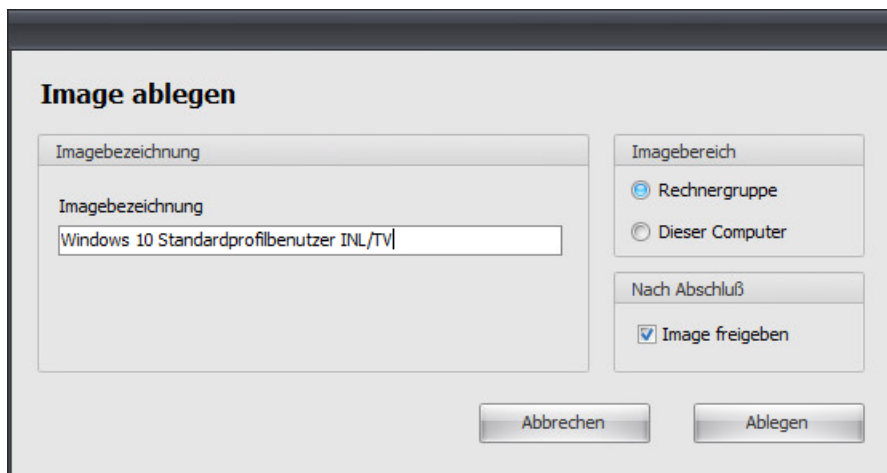 Image ablegen
Imagebezeichnung
Imagebezeichnung
Windows 10 Standardprofilbenutzer INL/TV
Imagebereich
Rechnergruppe
Dieser Computer
Nach Abschluß
Image freigeben
Abbrechen
Ablegen